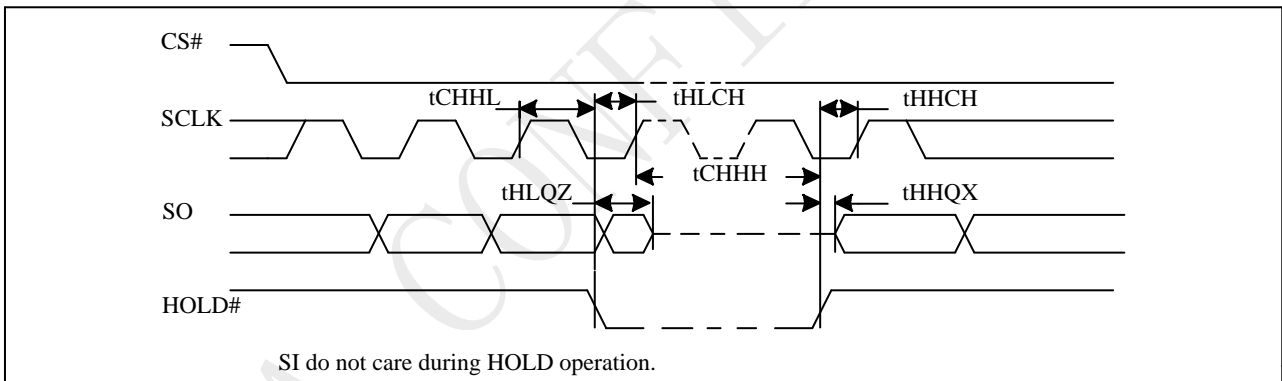 CS#
tCHHL
tHLCH
tHHCH
SCLK
tCHHH
tHLQZ
tHHQX
SO
HOLD#
SI do not care during HOLD operation.